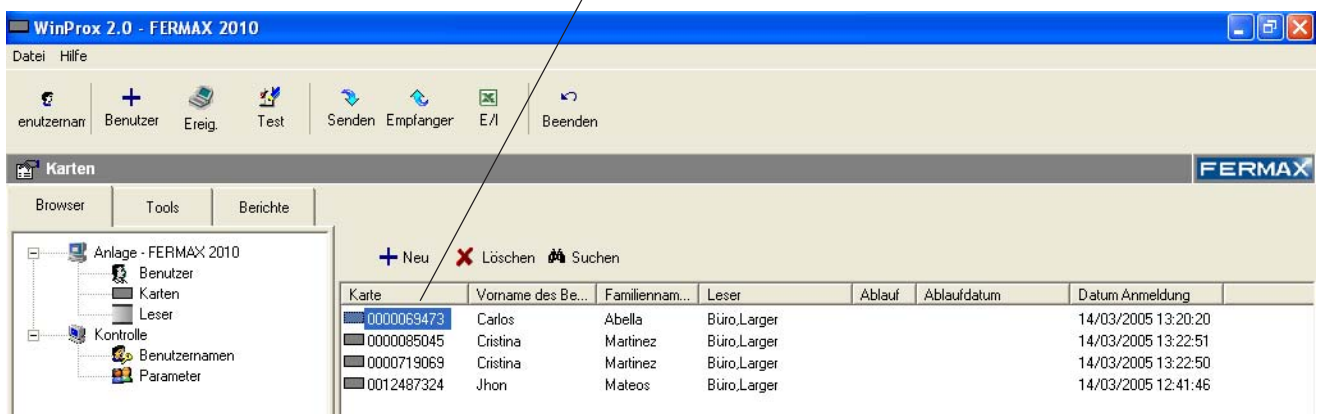 WinProx 2.0 - FERMAX 2010
Datei Hilfe
enutzernam Benutzer Ereig. Test Senden Empfanger E/I Beenden
Karten FERMAX
Browser Tools Berichte
Neu Löschen Suchen
Anlage - FERMAX 2010
Benutzer
Karten
Leser
Kontrolle
Benutzernamen
Parameter
Karte Vorname des Be... Familiennam... Leser Ablauf Ablaufdatum Datum Anmeldung
0000069473 Carlos Abella Büro,Larger 14/03/2005 13:20:20
0000085045 Cristina Martinez Büro,Larger 14/03/2005 13:22:51
0000719069 Cristina Martinez Büro,Larger 14/03/2005 13:22:50
0012487324 Jhon Mateos Büro,Larger 14/03/2005 12:41:46